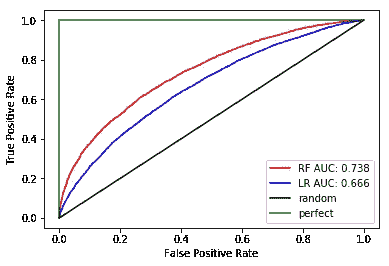 1.0
0.8
0.6
0.4
0.2
0.0
True Positive Rate
RF AUC: 0.738
LR AUC: 0.666
random
perfect
0.0 0.2 0.4 0.6 0.8 1.0
False Positive Rate